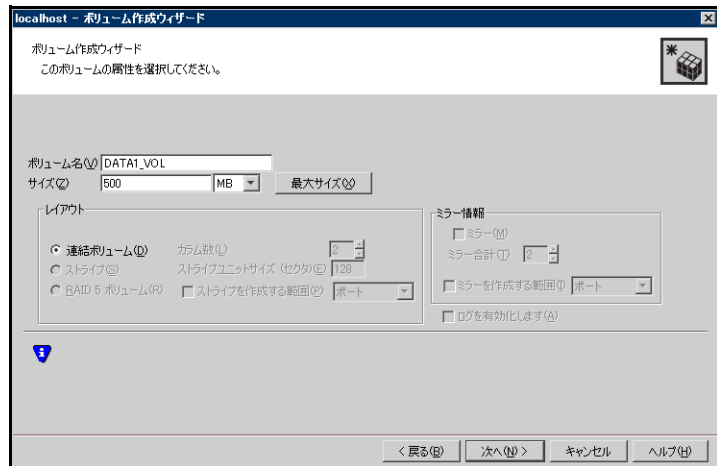 localhost - ボリューム作成ウィザード
ボリューム作成ウィザード
このボリュームの属性を選択してください。
ボリューム名(V) DATA1_VOL
サイズ(Z) 500 MB 最大サイズ(X)
レイアウト
連結ボリューム(D) カラム数(L) 2
ストライプ(S) ストライプユニットサイズ (セクタ)(E) 128
RAID 5 ボリューム(R) ストライプを作成する範囲(P) ポート
ミラー情報
ミラー(M)
ミラー合計(T) 2
ミラーを作成する範囲(I) ポート
ログを有効化します(A)
< 戻る(B) 次へ(N) > キャンセル ヘルプ(H)